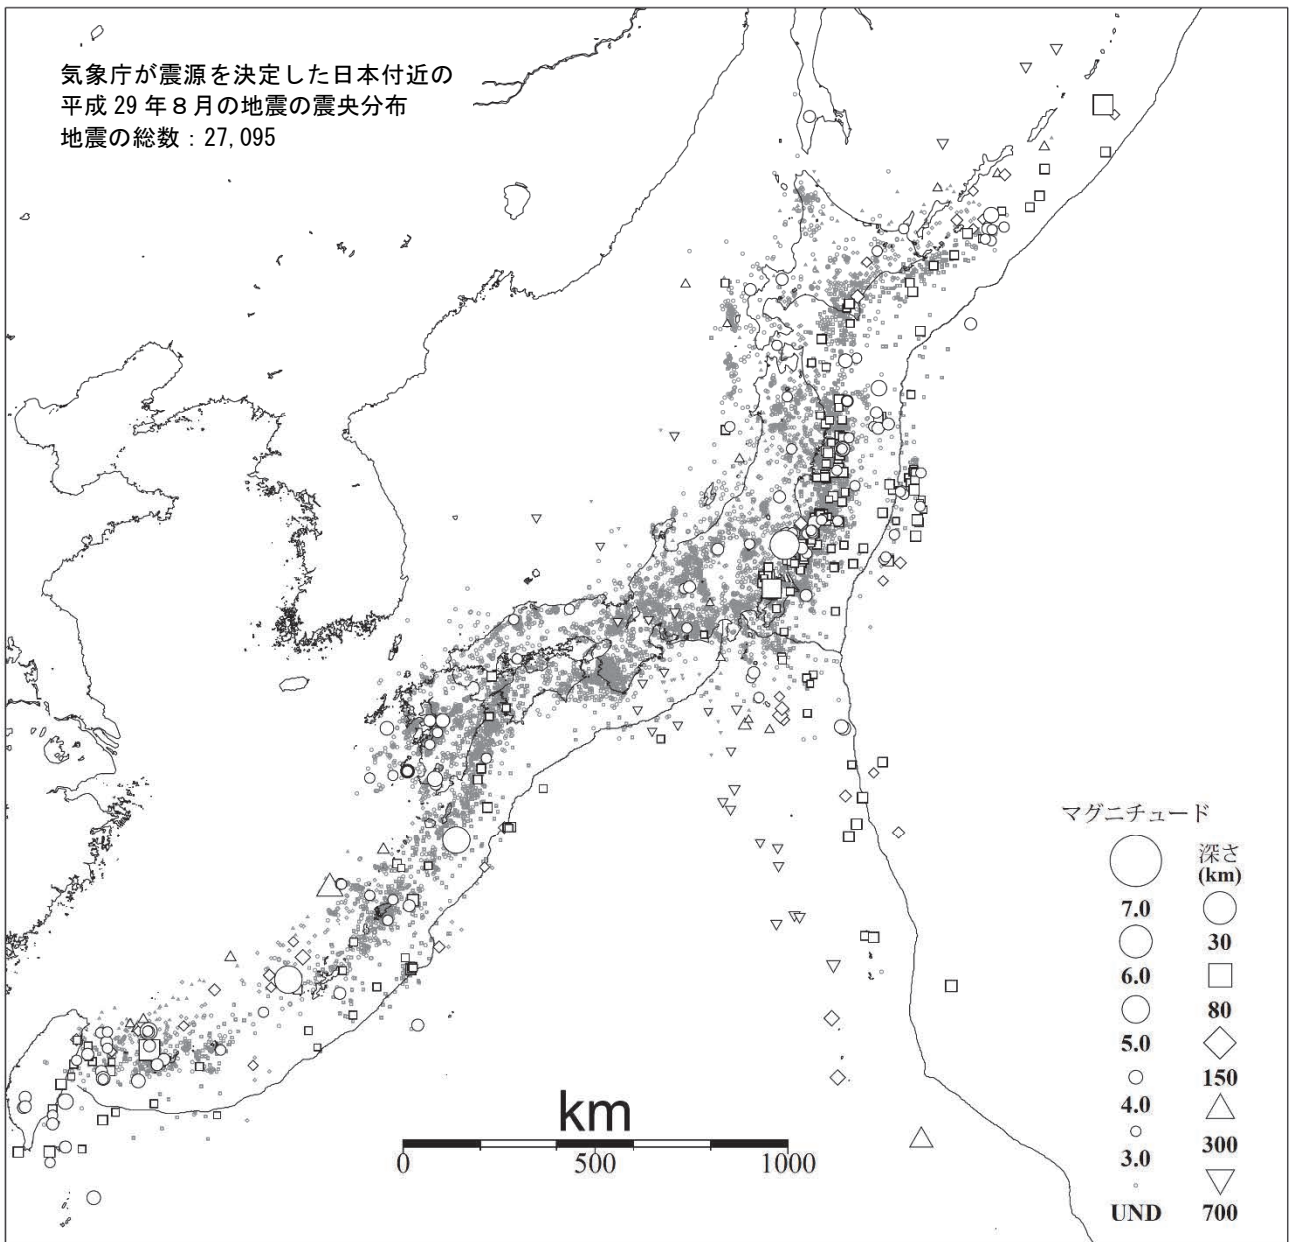 気象庁が震源を決定した日本付近の
平成 29 年８月の地震の震央分布
地震の総数：27,095
マグニチュード
深さ
(km)
7.0
30
6.0
80
5.0
150
4.0
300
3.0
UND
700
km
0
500
1000